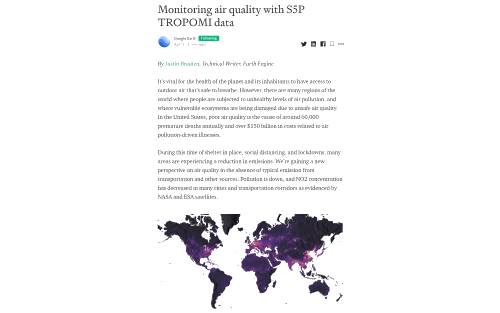 Monitoring air quality with S5P
TROPOMI data
Google Earth Following
By Justin Braaten, Technical Writer, Earth Engine
It's vital for the health of the planet and its inhabitants to have access to
outdoor air that's safe to breathe. However, there are many regions of the
world where people are subjected to unhealthy levels of air pollution, and
where vulnerable ecosystems are being damaged due to unsafe air quality.
In the United States, poor air quality is the cause of around 60,000
premature deaths annually and over $150 billion in costs related to air
pollution-driven illnesses.
During this time of shelter in place, social distancing, and lockdowns, many
areas are experiencing a reduction in emissions. We're gaining a new
perspective on air quality in the absence of typical emission from
transportation and other sources. Pollution is down, and NO2 concentration
has decreased in many cities and transportation corridors as evidenced by
NASA and ESA satellites.